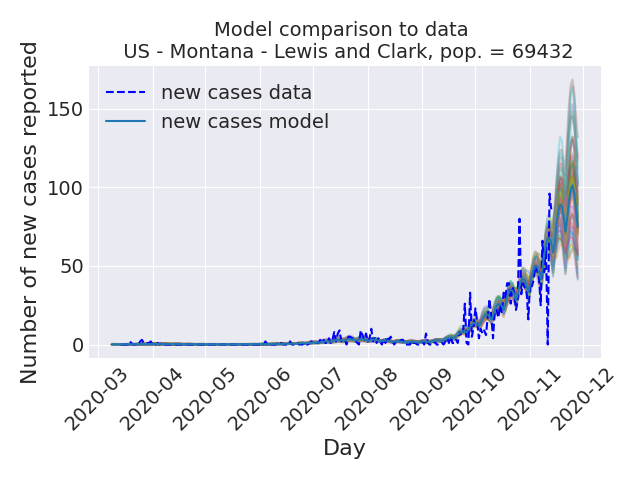 Model comparison to data
US - Montana - Lewis and Clark, pop. = 69432
Number of new cases reported
150
100
50
0
new cases data
new cases model
2020-03
2020-04
2020-05
2020-06
2020-07
2020-08
2020-09
2020-10
2020-11
2020-12
Day